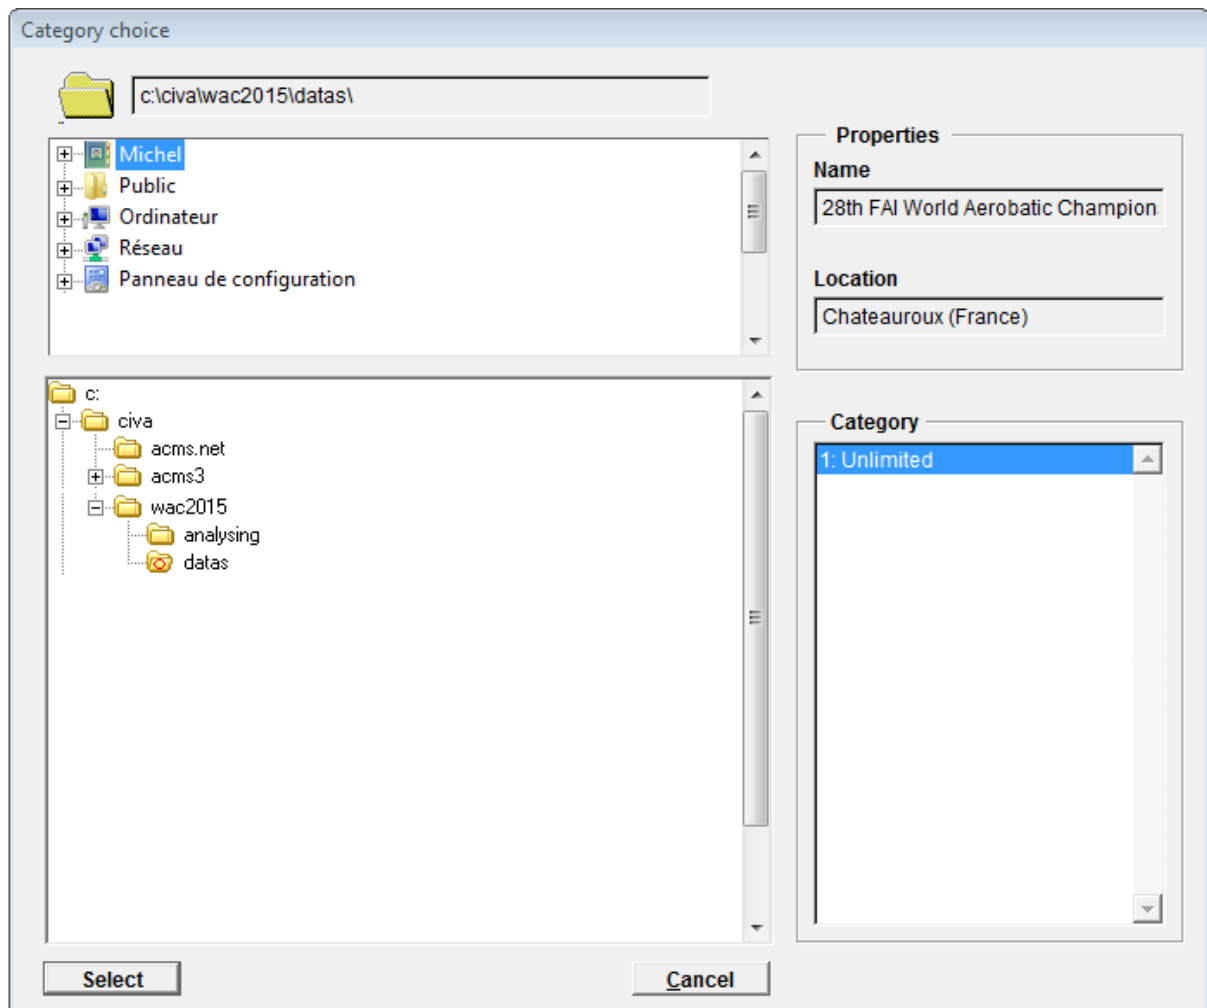 Category choice
c:\civa\wac2015\datas\
Michel
Public
Ordinateur
Réseau
Panneau de configuration
Properties
Name
28th FAI World Aerobatic Champion
Location
Chateauroux (France)
c:
civa
acms.net
acms3
wac2015
analysing
datas
Category
1: Unlimited
Select
Cancel